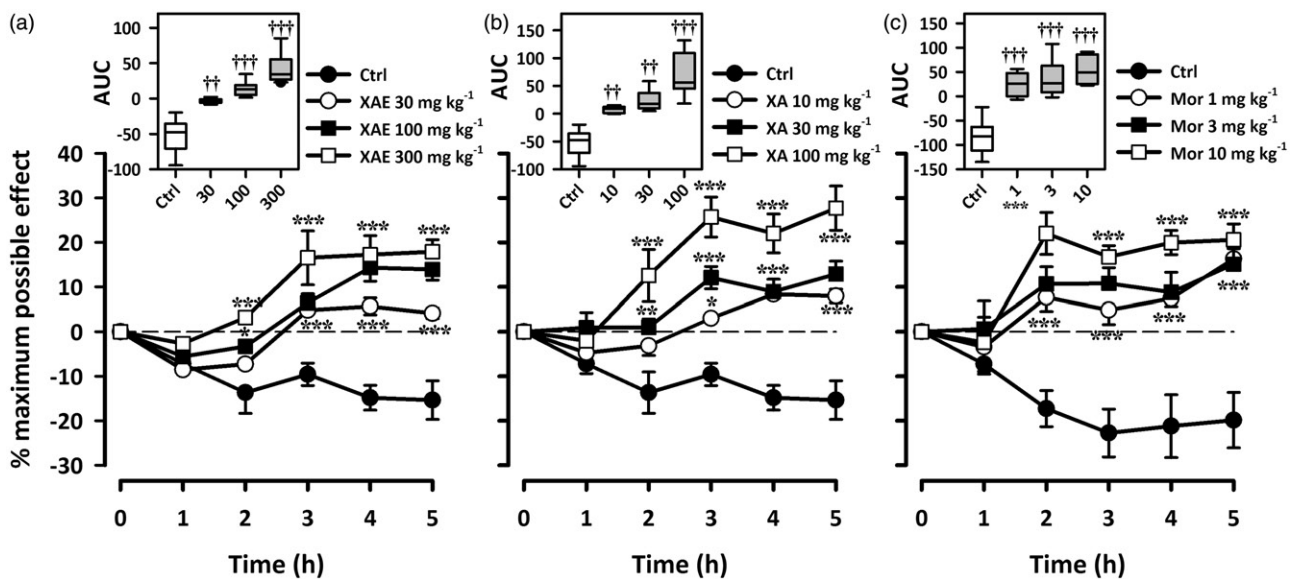 (a)
100
50
0
-50
-100
AUC
Ctrl
30
100
300
†† ††† †††
Ctrl
XAE 30 mg kg⁻¹
XAE 100 mg kg⁻¹
XAE 300 mg kg⁻¹
(b)
150
100
50
0
-50
-100
AUC
Ctrl
10
30
100
†† †† †††
Ctrl
XA 10 mg kg⁻¹
XA 30 mg kg⁻¹
XA 100 mg kg⁻¹
(c)
150
100
50
0
-50
-100
-150
AUC
Ctrl
1
3
10
††† ††† †††
Ctrl
Mor 1 mg kg⁻¹
Mor 3 mg kg⁻¹
Mor 10 mg kg⁻¹
% maximum possible effect
40
30
20
10
0
-10
-20
-30
*** *** ***
***
*
*** *** ***
*** *** ***
*** ***
** * ***
*** *** *** ***
*** *** *** ***
0 1 2 3 4 5
Time (h)
0 1 2 3 4 5
Time (h)
0 1 2 3 4 5
Time (h)